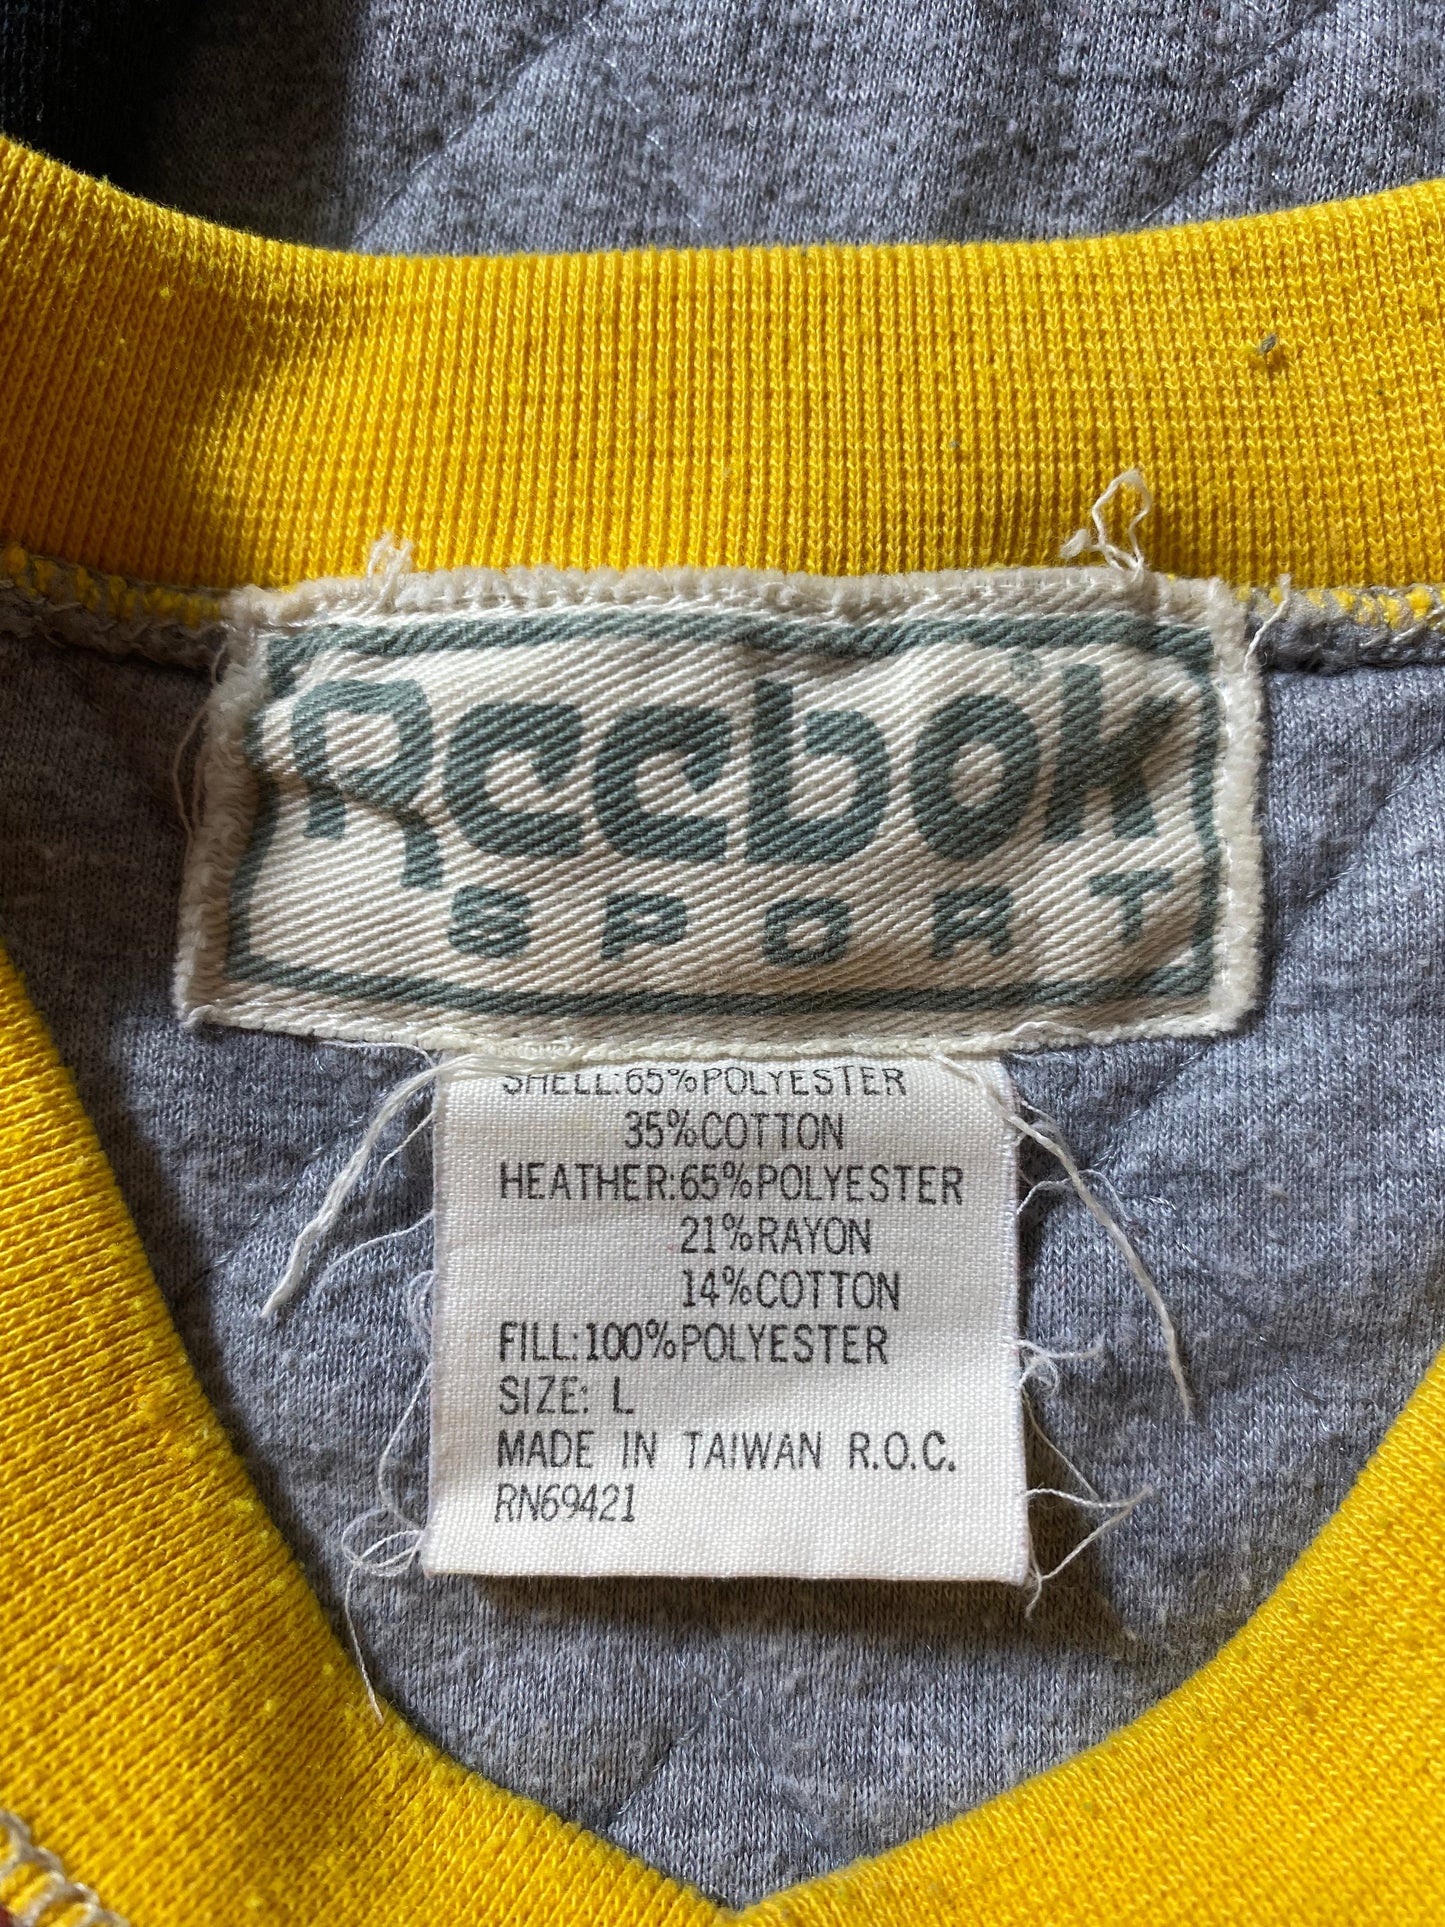 Reebok
SPORT
SHELL:65%POLYESTER
35%COTTON
HEATHER:65%POLYESTER
21%RAYON
14%COTTON
FILL:100%POLYESTER
SIZE: L
MADE IN TAIWAN R.O.C.
RN69421